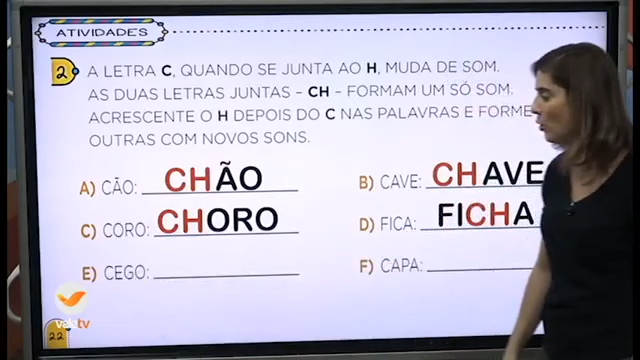 ATIVIDADES
2 A LETRA C, QUANDO SE JUNTA AO H, MUDA DE SOM.
AS DUAS LETRAS JUNTAS – CH – FORMAM UM SÓ SOM.
ACRESCENTE O H DEPOIS DO C NAS PALAVRAS E FORME
OUTRAS COM NOVOS SONS.
A) CÃO: CHÃO B) CAVE: CHAVE
C) CORO: CHORO D) FICA: FICHA
E) CEGO: F) CAPA:
tv
22